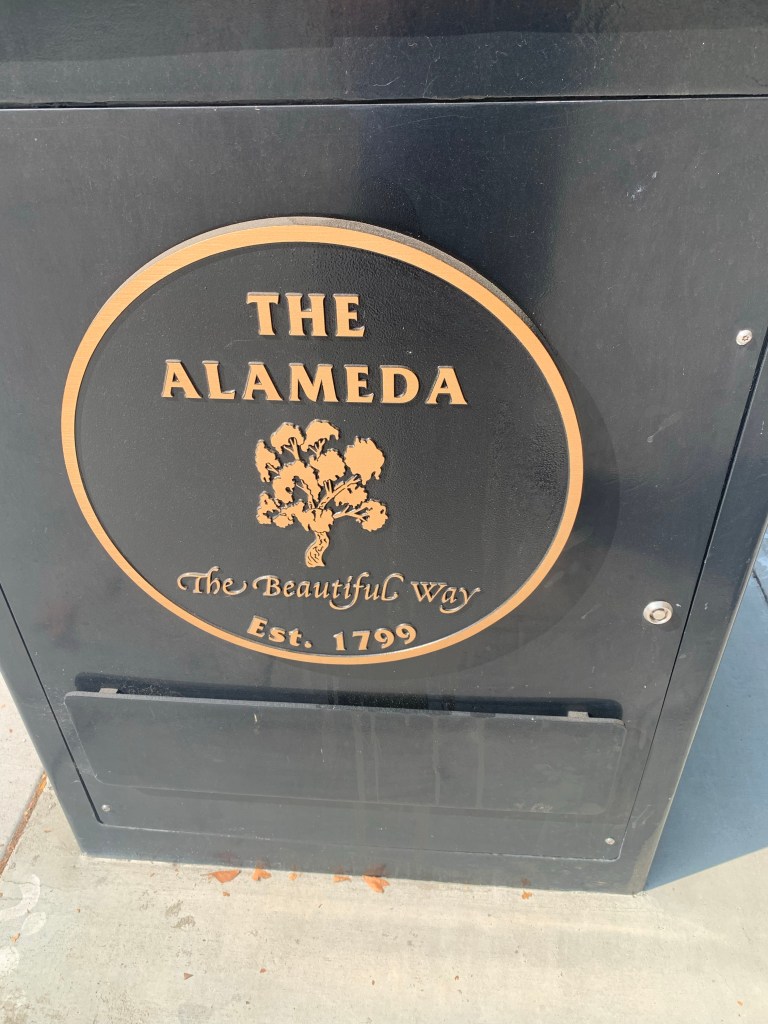 THE
ALAMEDA
The Beautiful Way
Est. 1799